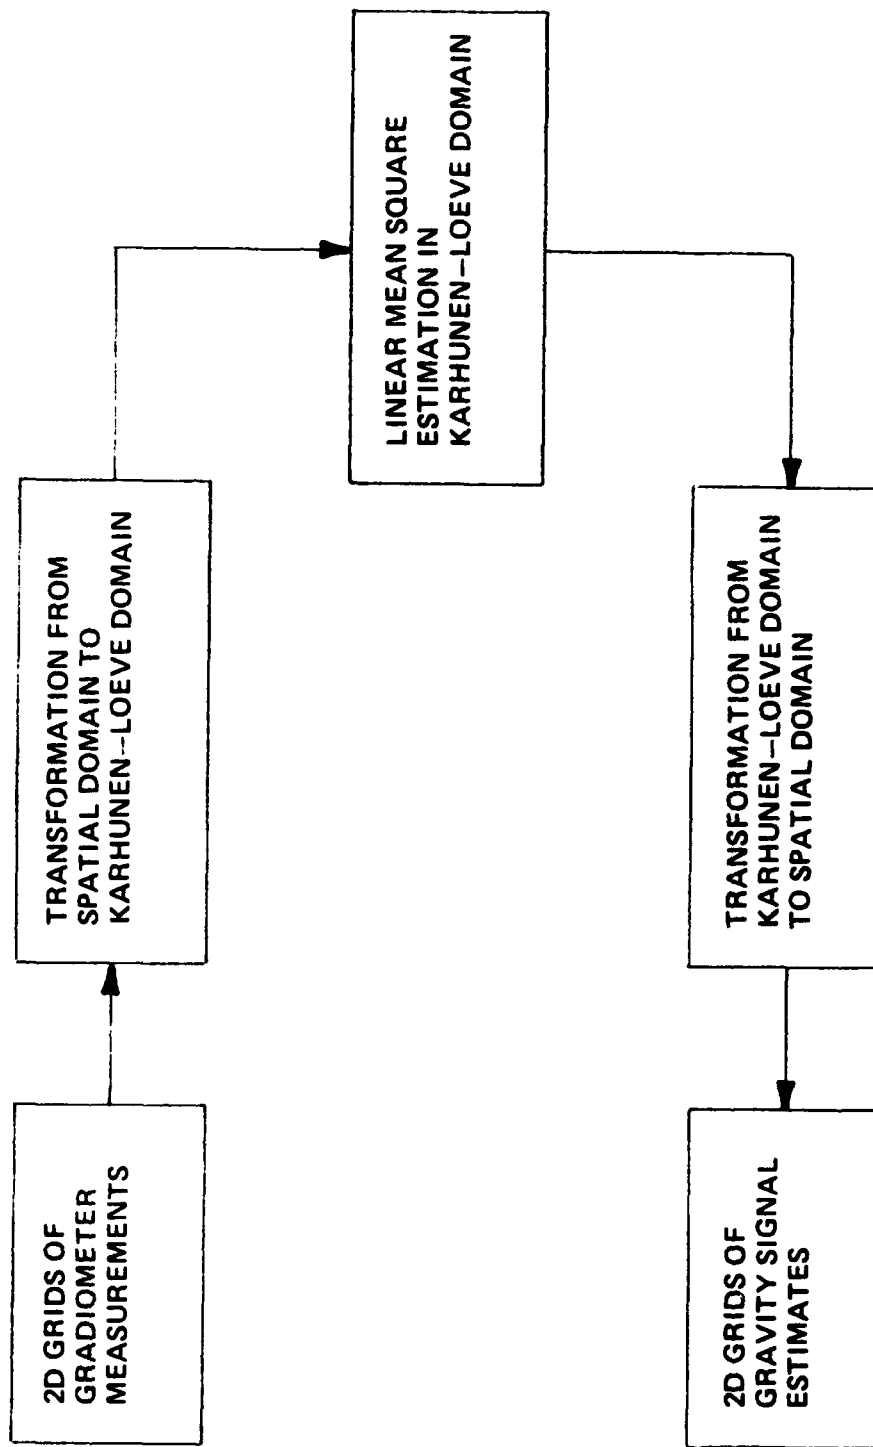 2D GRIDS OF
GRADIOMETER
MEASUREMENTS
TRANSFORMATION FROM
SPATIAL DOMAIN TO
KARHUNEN–LOEVE DOMAIN
LINEAR MEAN SQUARE
ESTIMATION IN
KARHUNEN–LOEVE DOMAIN
TRANSFORMATION FROM
KARHUNEN–LOEVE DOMAIN
TO SPATIAL DOMAIN
2D GRIDS OF
GRAVITY SIGNAL
ESTIMATES